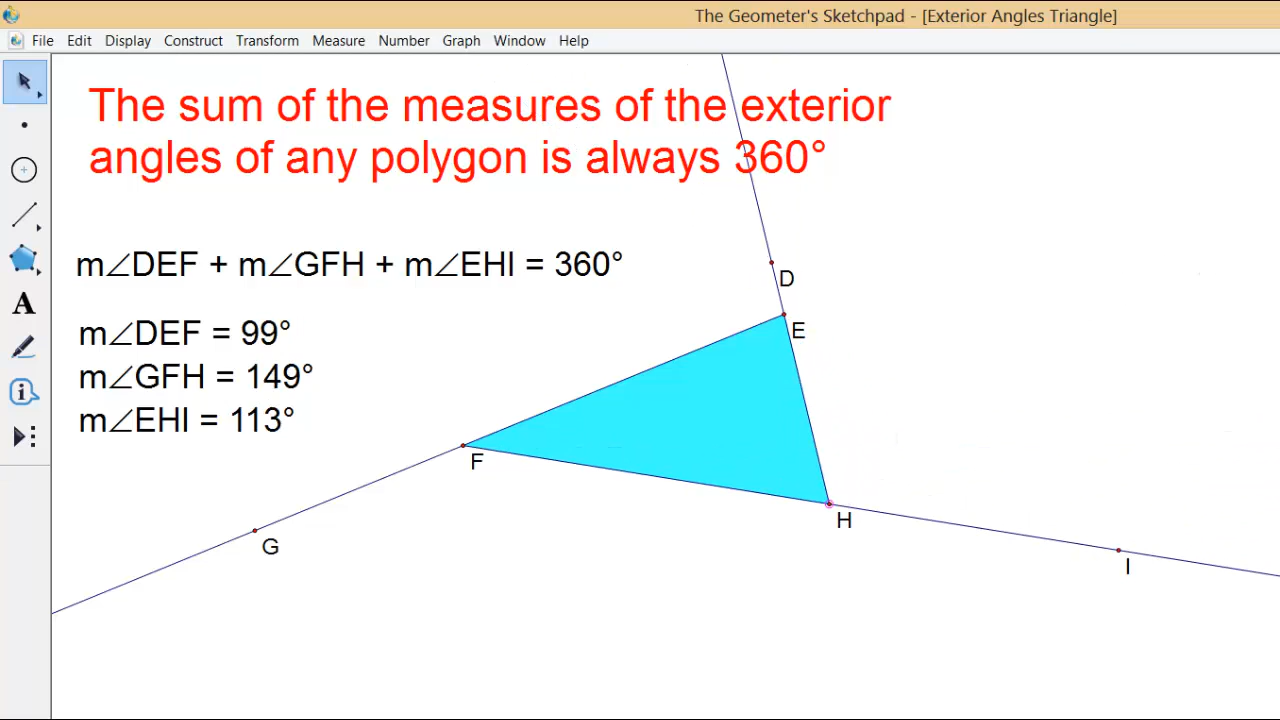 The Geometer's Sketchpad - [Exterior Angles Triangle]
File Edit Display Construct Transform Measure Number Graph Window Help
The sum of the measures of the exterior
angles of any polygon is always 360°
m∠DEF + m∠GFH + m∠EHI = 360°
m∠DEF = 99°
m∠GFH = 149°
m∠EHI = 113°
A
D
E
F
H
G
I